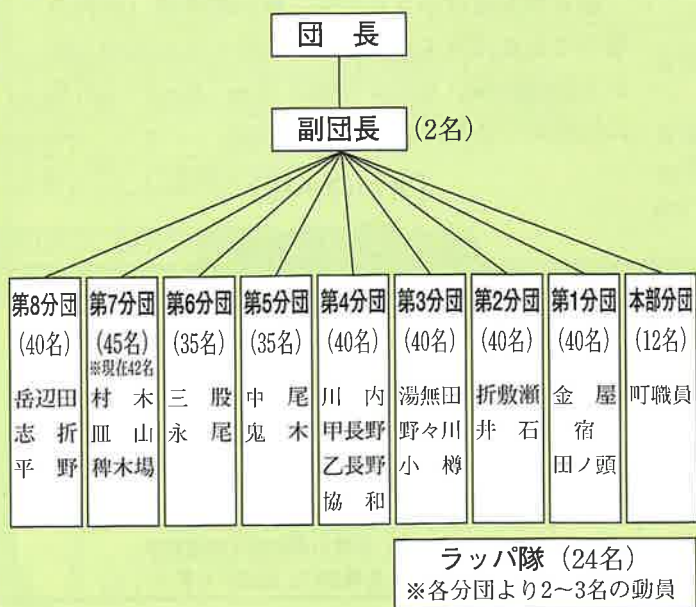 団 長
副団長 (2名)
第8分団
(40名)
岳辺田
志 折
平 野
第7分団
(45名)
※現在42名
村 木
皿 山
稗木場
第6分団
(35名)
三 股
永 尾
第5分団
(35名)
中 尾
鬼 木
第4分団
(40名)
川 内
甲長野
乙長野
協 和
第3分団
(40名)
湯無田
野々川
小 樽
第2分団
(40名)
折敷瀬
井 石
第1分団
(40名)
金 屋
宿
田ノ頭
本部分団
(12名)
町職員
ラッパ隊 (24名)
※各分団より2〜3名の動員